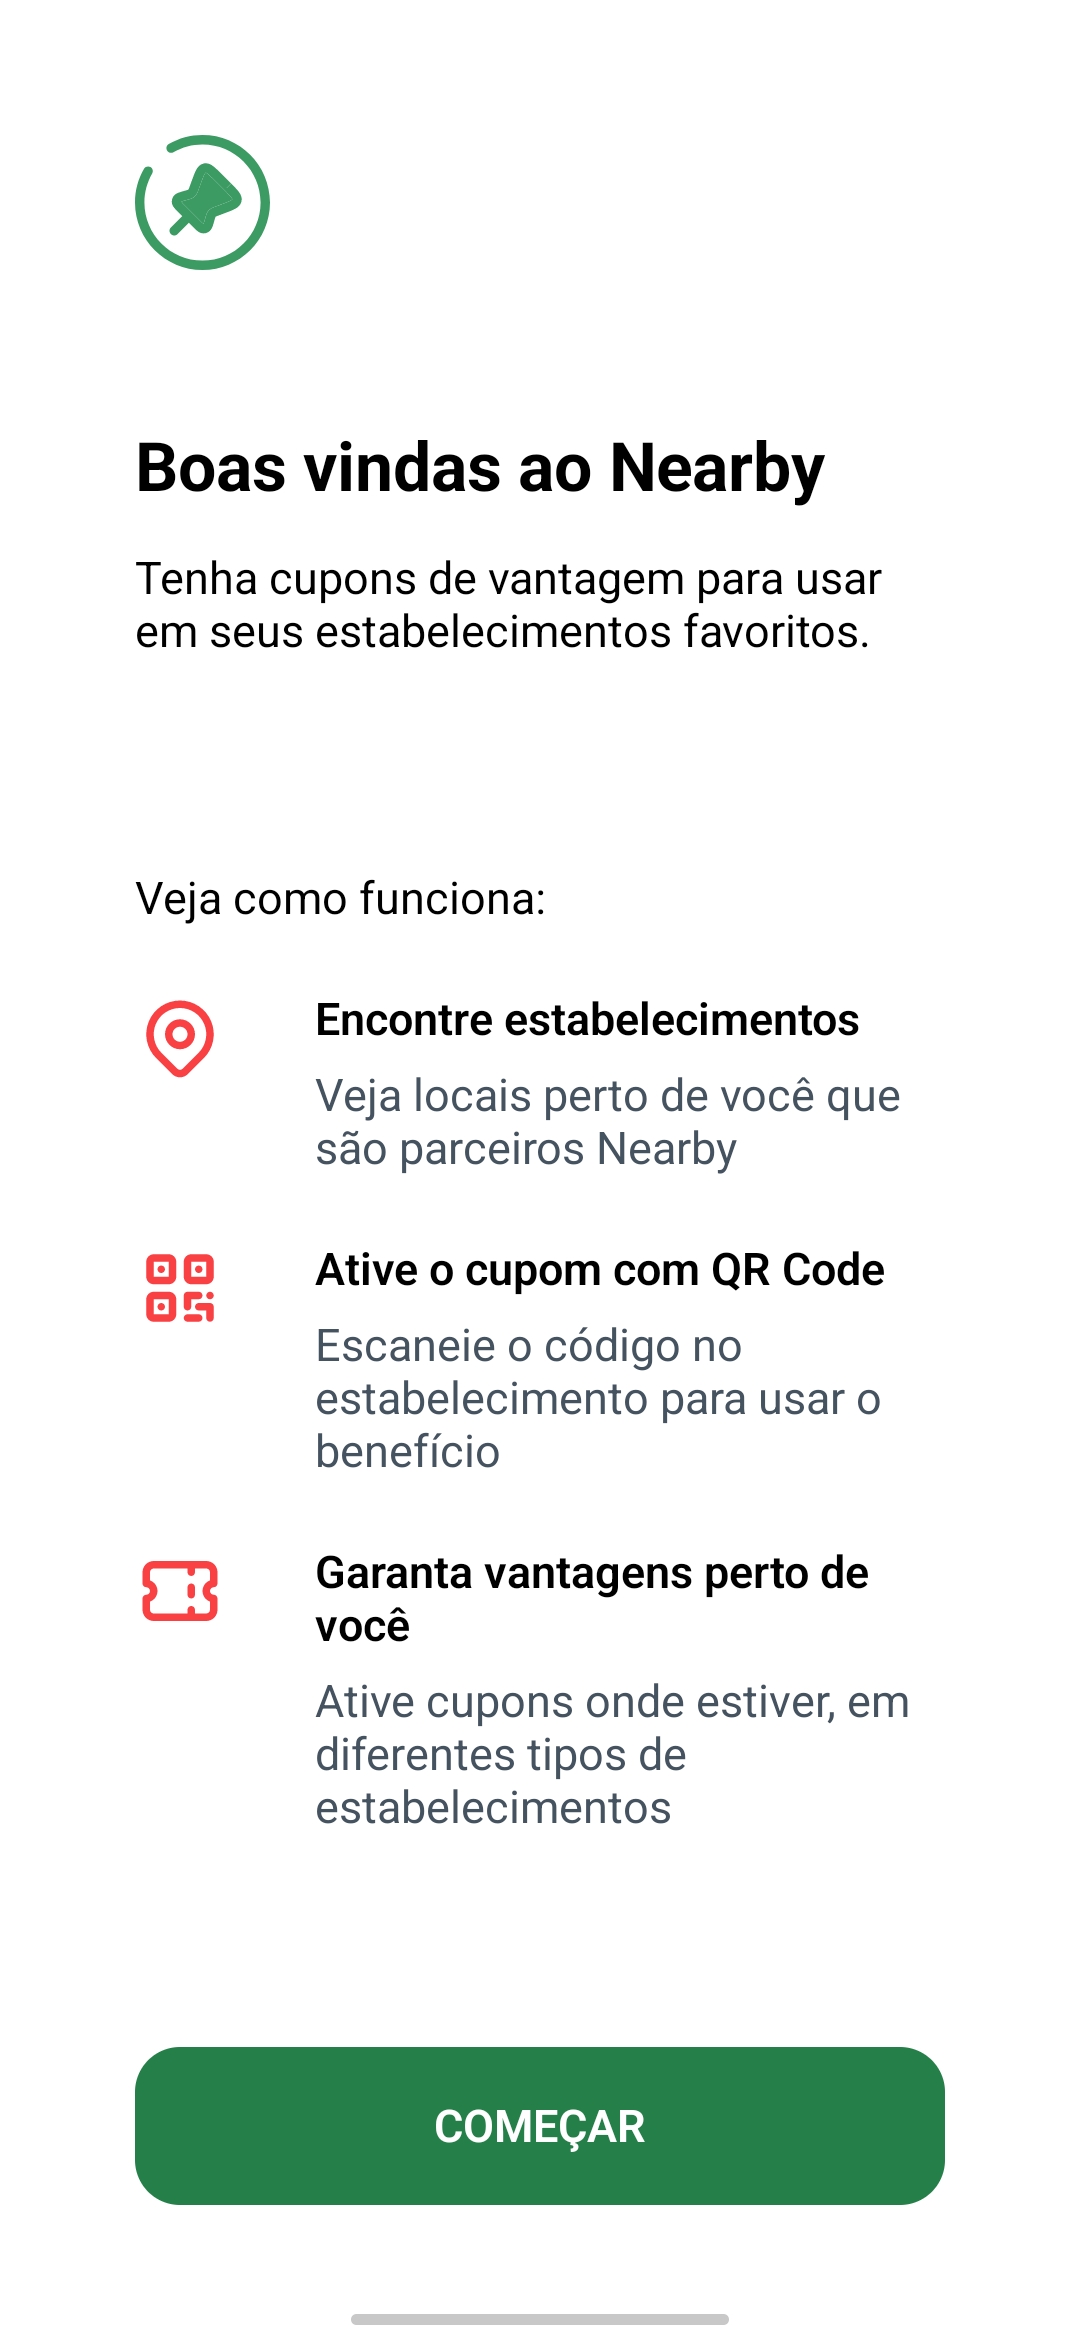 Boas vindas ao Nearby
Tenha cupons de vantagem para usar
em seus estabelecimentos favoritos.
Veja como funciona:
Encontre estabelecimentos
Veja locais perto de você que
são parceiros Nearby
Ative o cupom com QR Code
Escaneie o código no
estabelecimento para usar o
benefício
Garanta vantagens perto de
você
Ative cupons onde estiver, em
diferentes tipos de
estabelecimentos
COMEÇAR